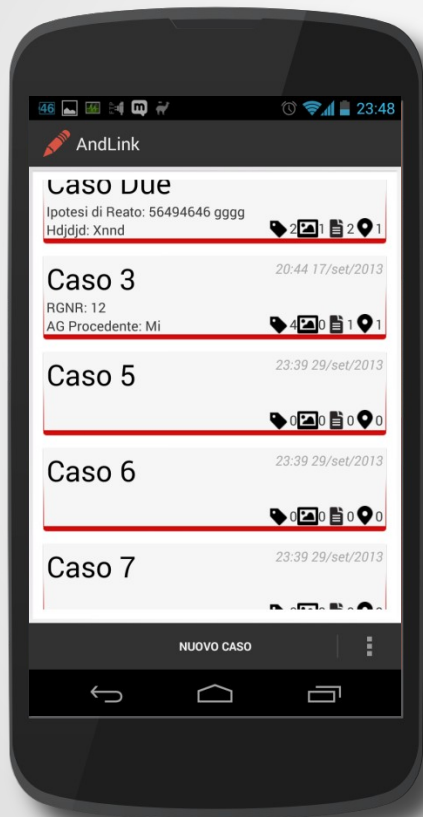 46 23:48
AndLink
Caso Due
Ipotesi di Reato: 56494646 gggg
Hdjdjd: Xnnd
2 1 2 1
Caso 3
20:44 17/set/2013
RGNR: 12
AG Procedente: Mi
4 0 1 1
Caso 5
23:39 29/set/2013
0 0 0 0
Caso 6
23:39 29/set/2013
0 0 0 0
Caso 7
23:39 29/set/2013
NUOVO CASO